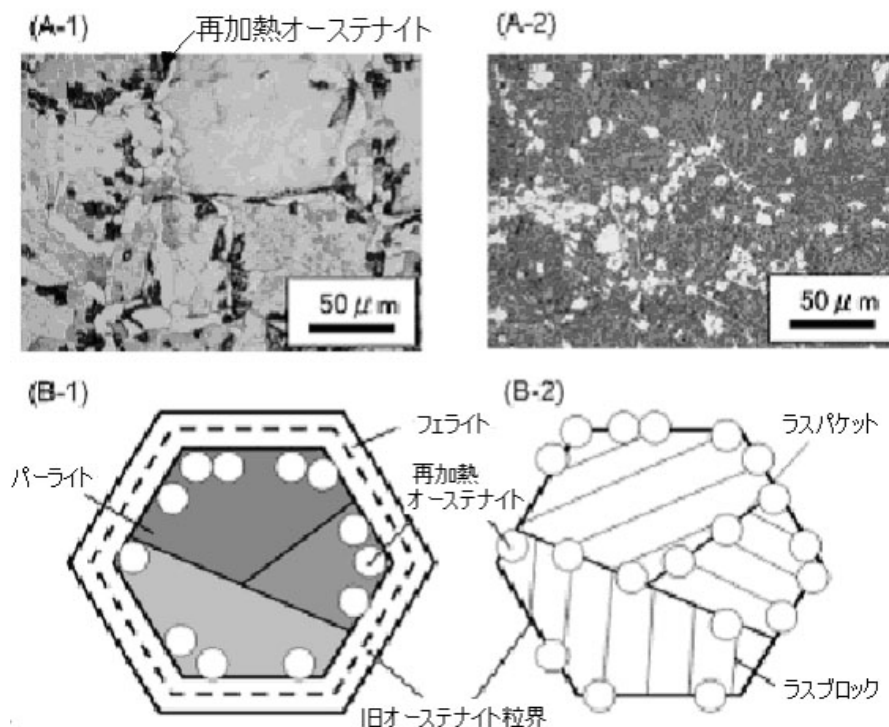 (A-1)
再加熱オーステナイト
(A-2)
50 μm
50 μm
(B-1)
フェライト
パーライト
再加熱
オーステナイト
旧オーステナイト粒界
(B-2)
ラスパケット
ラスブロック